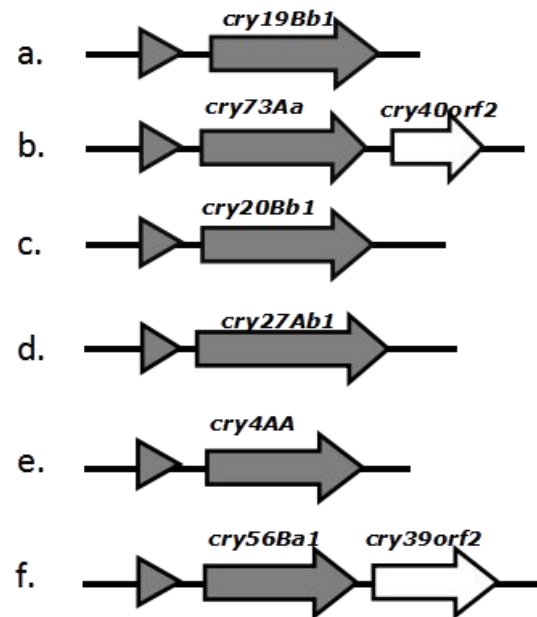 cry19Bb1
a.
cry73Aa cry40orf2
b.
cry20Bb1
c.
cry27Ab1
d.
cry4AA
e.
cry56Ba1 cry39orf2
f.